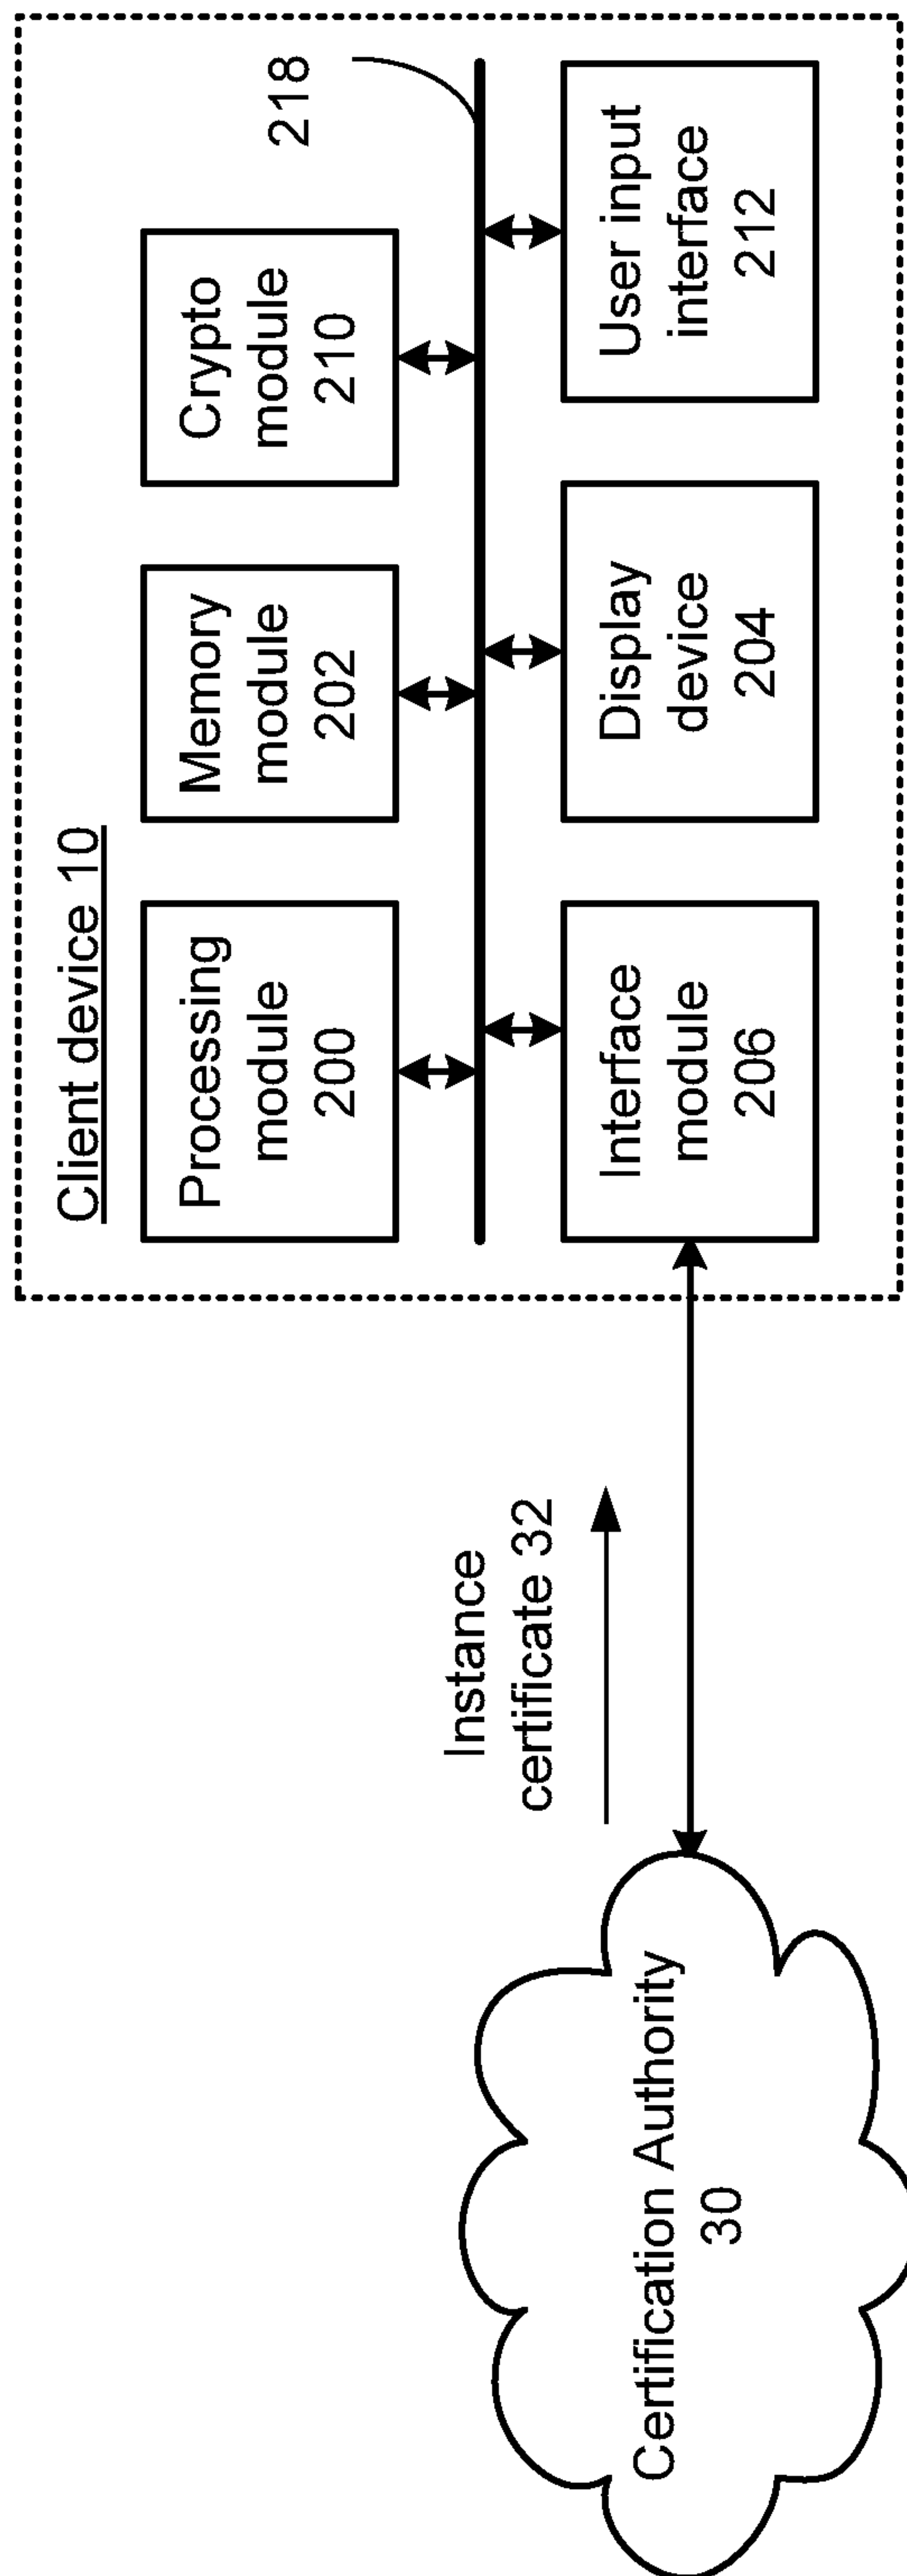 Client device 10
Processing
module
200
Memory
module
202
Crypto
module
210
218
Interface
module
206
Display
device
204
User input
interface
212
Instance
certificate 32
Certification Authority
30